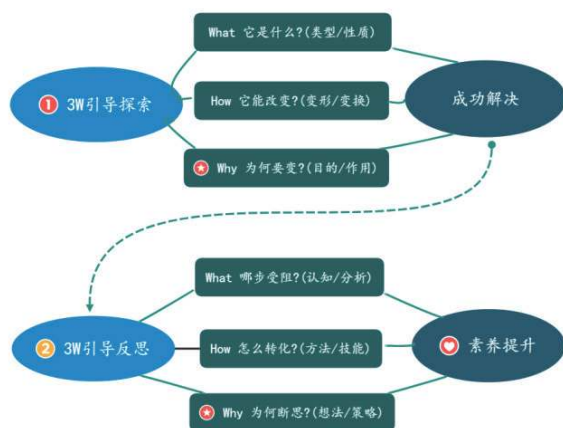 What 它是什么?(类型/性质)
① 3W引导探索
How 它能改变?(变形/变换)
成功解决
Why 为何要变?(目的/作用)
What 哪步受阻?(认知/分析)
② 3W引导反思
How 怎么转化?(方法/技能)
素养提升
Why 为何断思?(想法/策略)